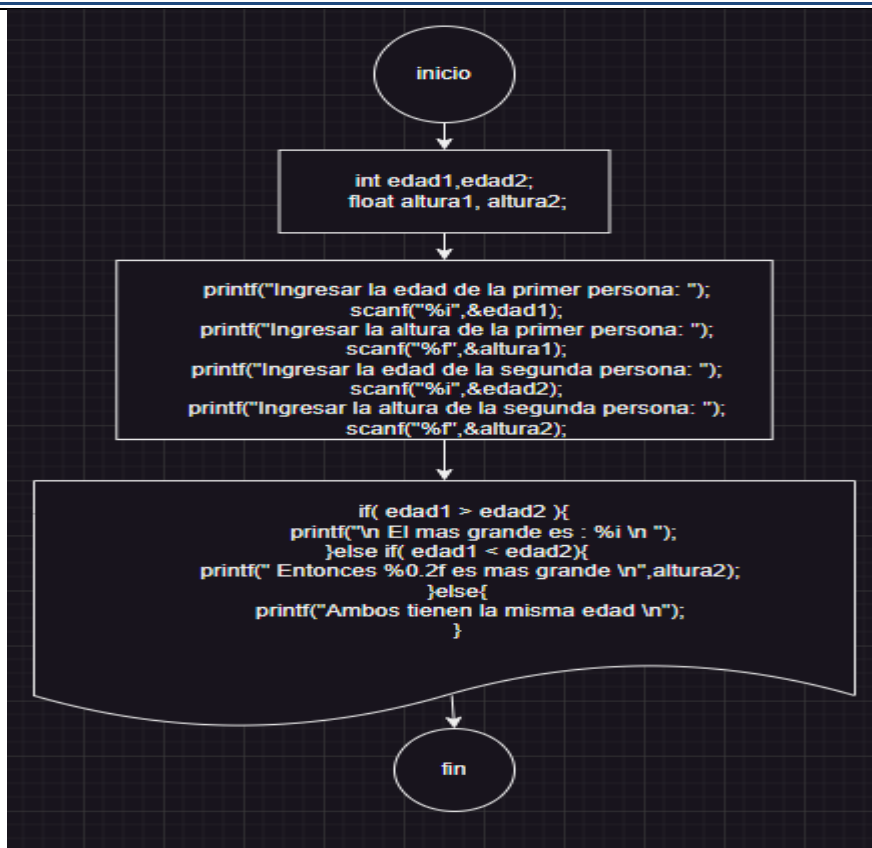 inicio
int edad1,edad2;
float altura1, altura2;
printf("Ingresar la edad de la primer persona: ");
scanf("%i",&edad1);
printf("Ingresar la altura de la primer persona: ");
scanf("%f",&altura1);
printf("Ingresar la edad de la segunda persona: ");
scanf("%i",&edad2);
printf("Ingresar la altura de la segunda persona: ");
scanf("%f",&altura2);
if( edad1 > edad2 ){
printf("\n El mas grande es : %i \n ");
}else if( edad1 < edad2){
printf(" Entonces %0.2f es mas grande \n",altura2);
}else{
printf("Ambos tienen la misma edad \n");
}
fin